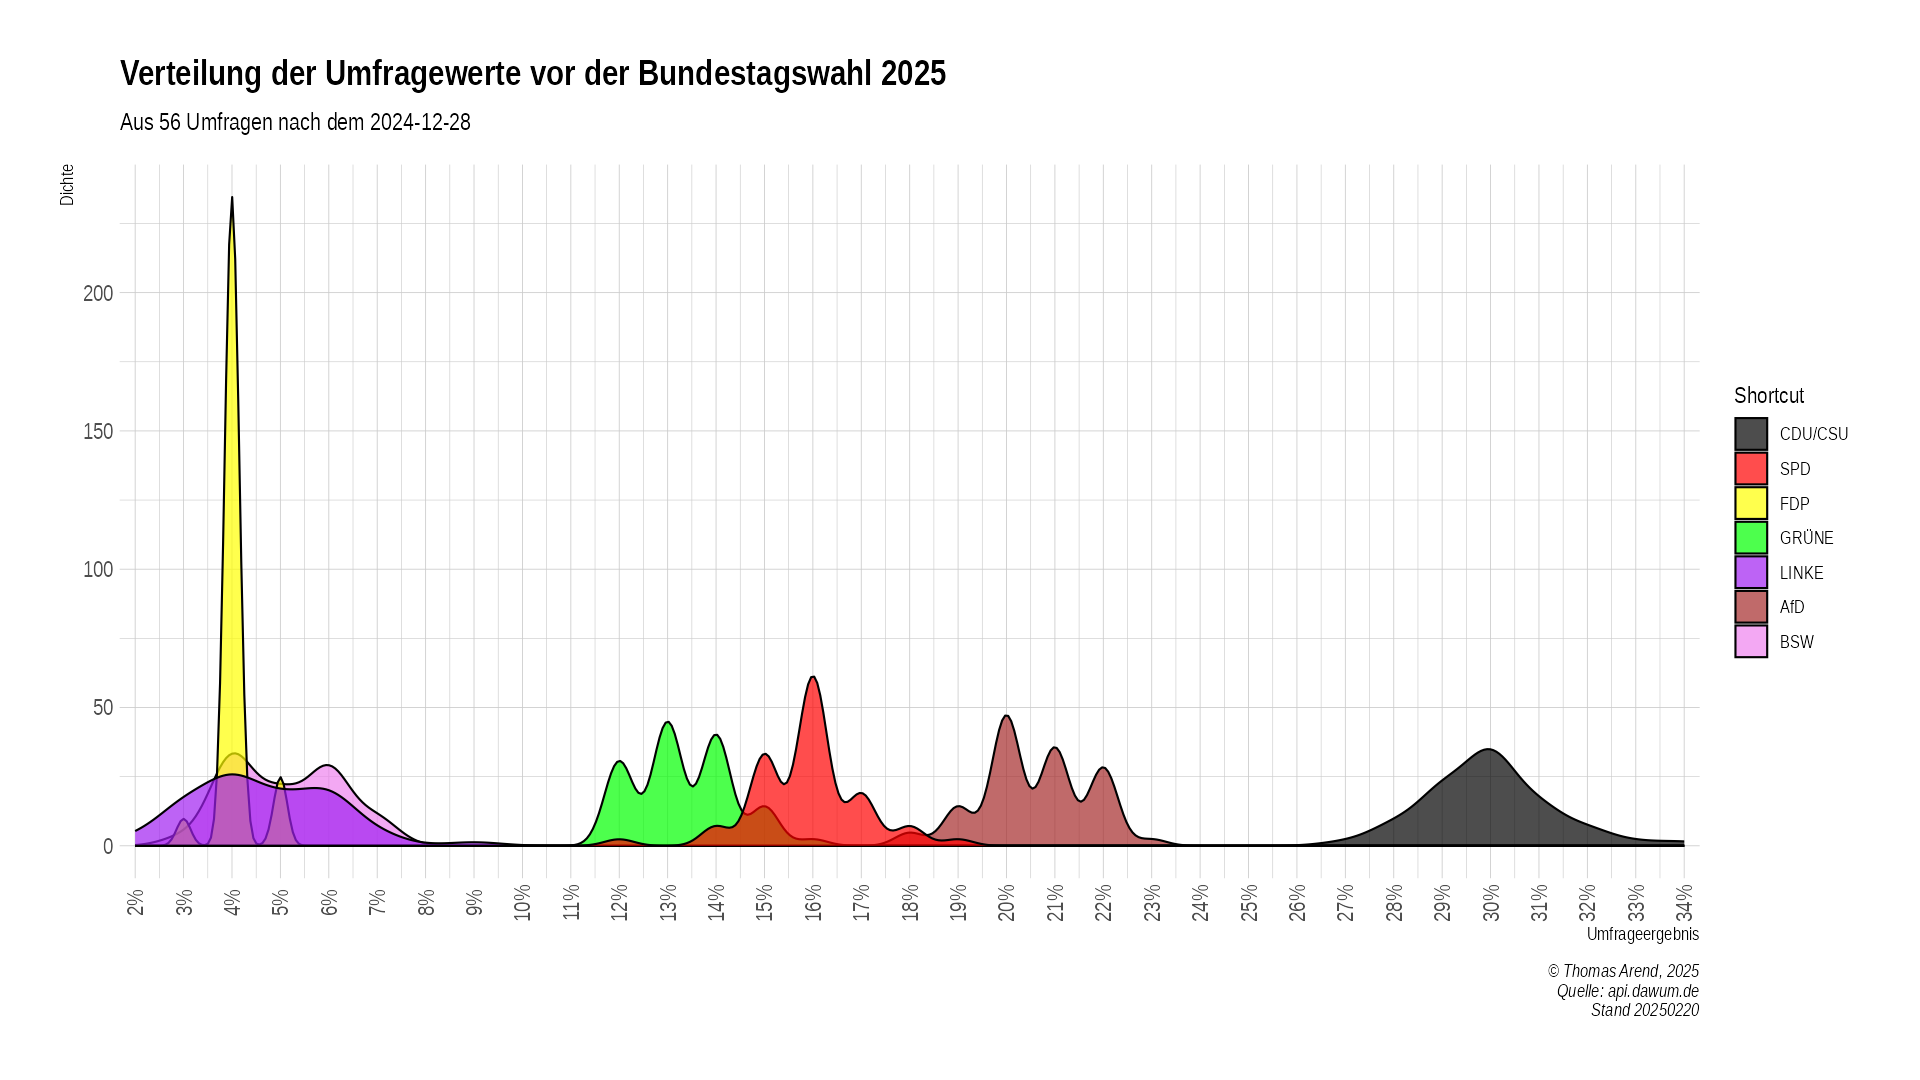 Verteilung der Umfragewerte vor der Bundestagswahl 2025
Aus 56 Umfragen nach dem 2024-12-28
Dichte
200
150
100
50
0
2% 3% 4% 5% 6% 7% 8% 9% 10% 11% 12% 13% 14% 15% 16% 17% 18% 19% 20% 21% 22% 23% 24% 25% 26% 27% 28% 29% 30% 31% 32% 33% 34%
Umfrageergebnis
Shortcut
CDU/CSU
SPD
FDP
GRÜNE
LINKE
AfD
BSW
© Thomas Arend, 2025
Quelle: api.dawum.de
Stand 20250220